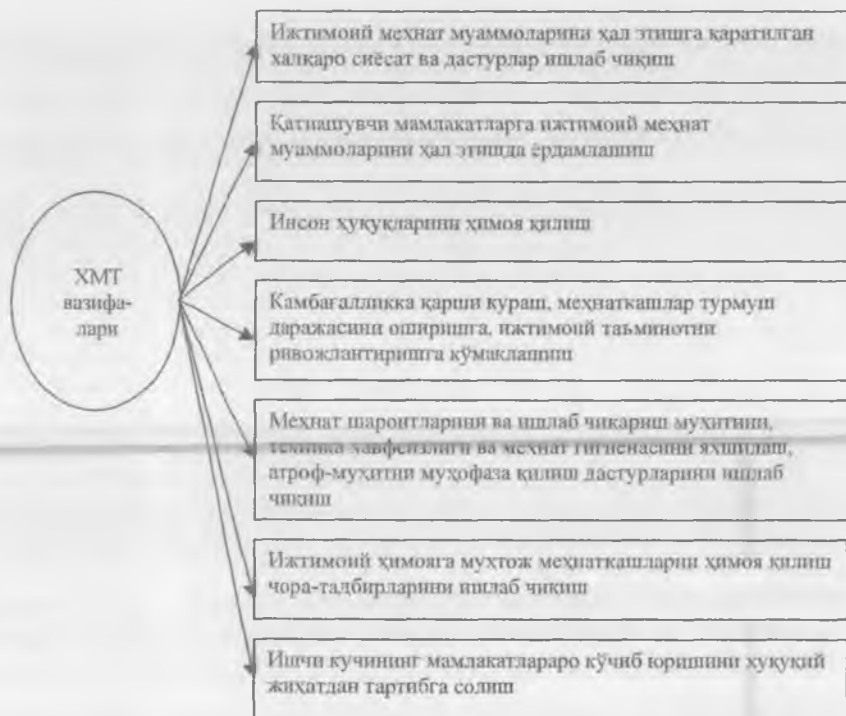 Ижтимоий меҳнат муаммоларини ҳал этишга қаратилган
халқаро сиёсат ва дастурлар ишлаб чиқиш
Қатнашувчи мамлакатларга ижтимоий меҳнат
муаммоларини ҳал этишда ёрдамлашиш
Инсон ҳуқуқларини ҳимоя қилиш
ХМТ
вазифа-
лари
Камбағалликка қарши кураш, меҳнаткашлар турмуш
даражасини оширишга, ижтимоий таъминотни
ривожлантиришга кўмаклашиш
Меҳнат шароитларини ва ишлаб чиқариш муҳитини,
техника хавфсизлиги ва меҳнат гигиенасини яхшилаш,
атроф-муҳитни муҳофаза қилиш дастурларини ишлаб
чиқиш
Ижтимоий ҳимояга муҳтож меҳнаткашларни ҳимоя қилиш
чора-тадбирларини ишлаб чиқиш
Ишчи кучининг мамлакатлараро кўчиб юришини ҳуқуқий
жиҳатдан тартибга солиш